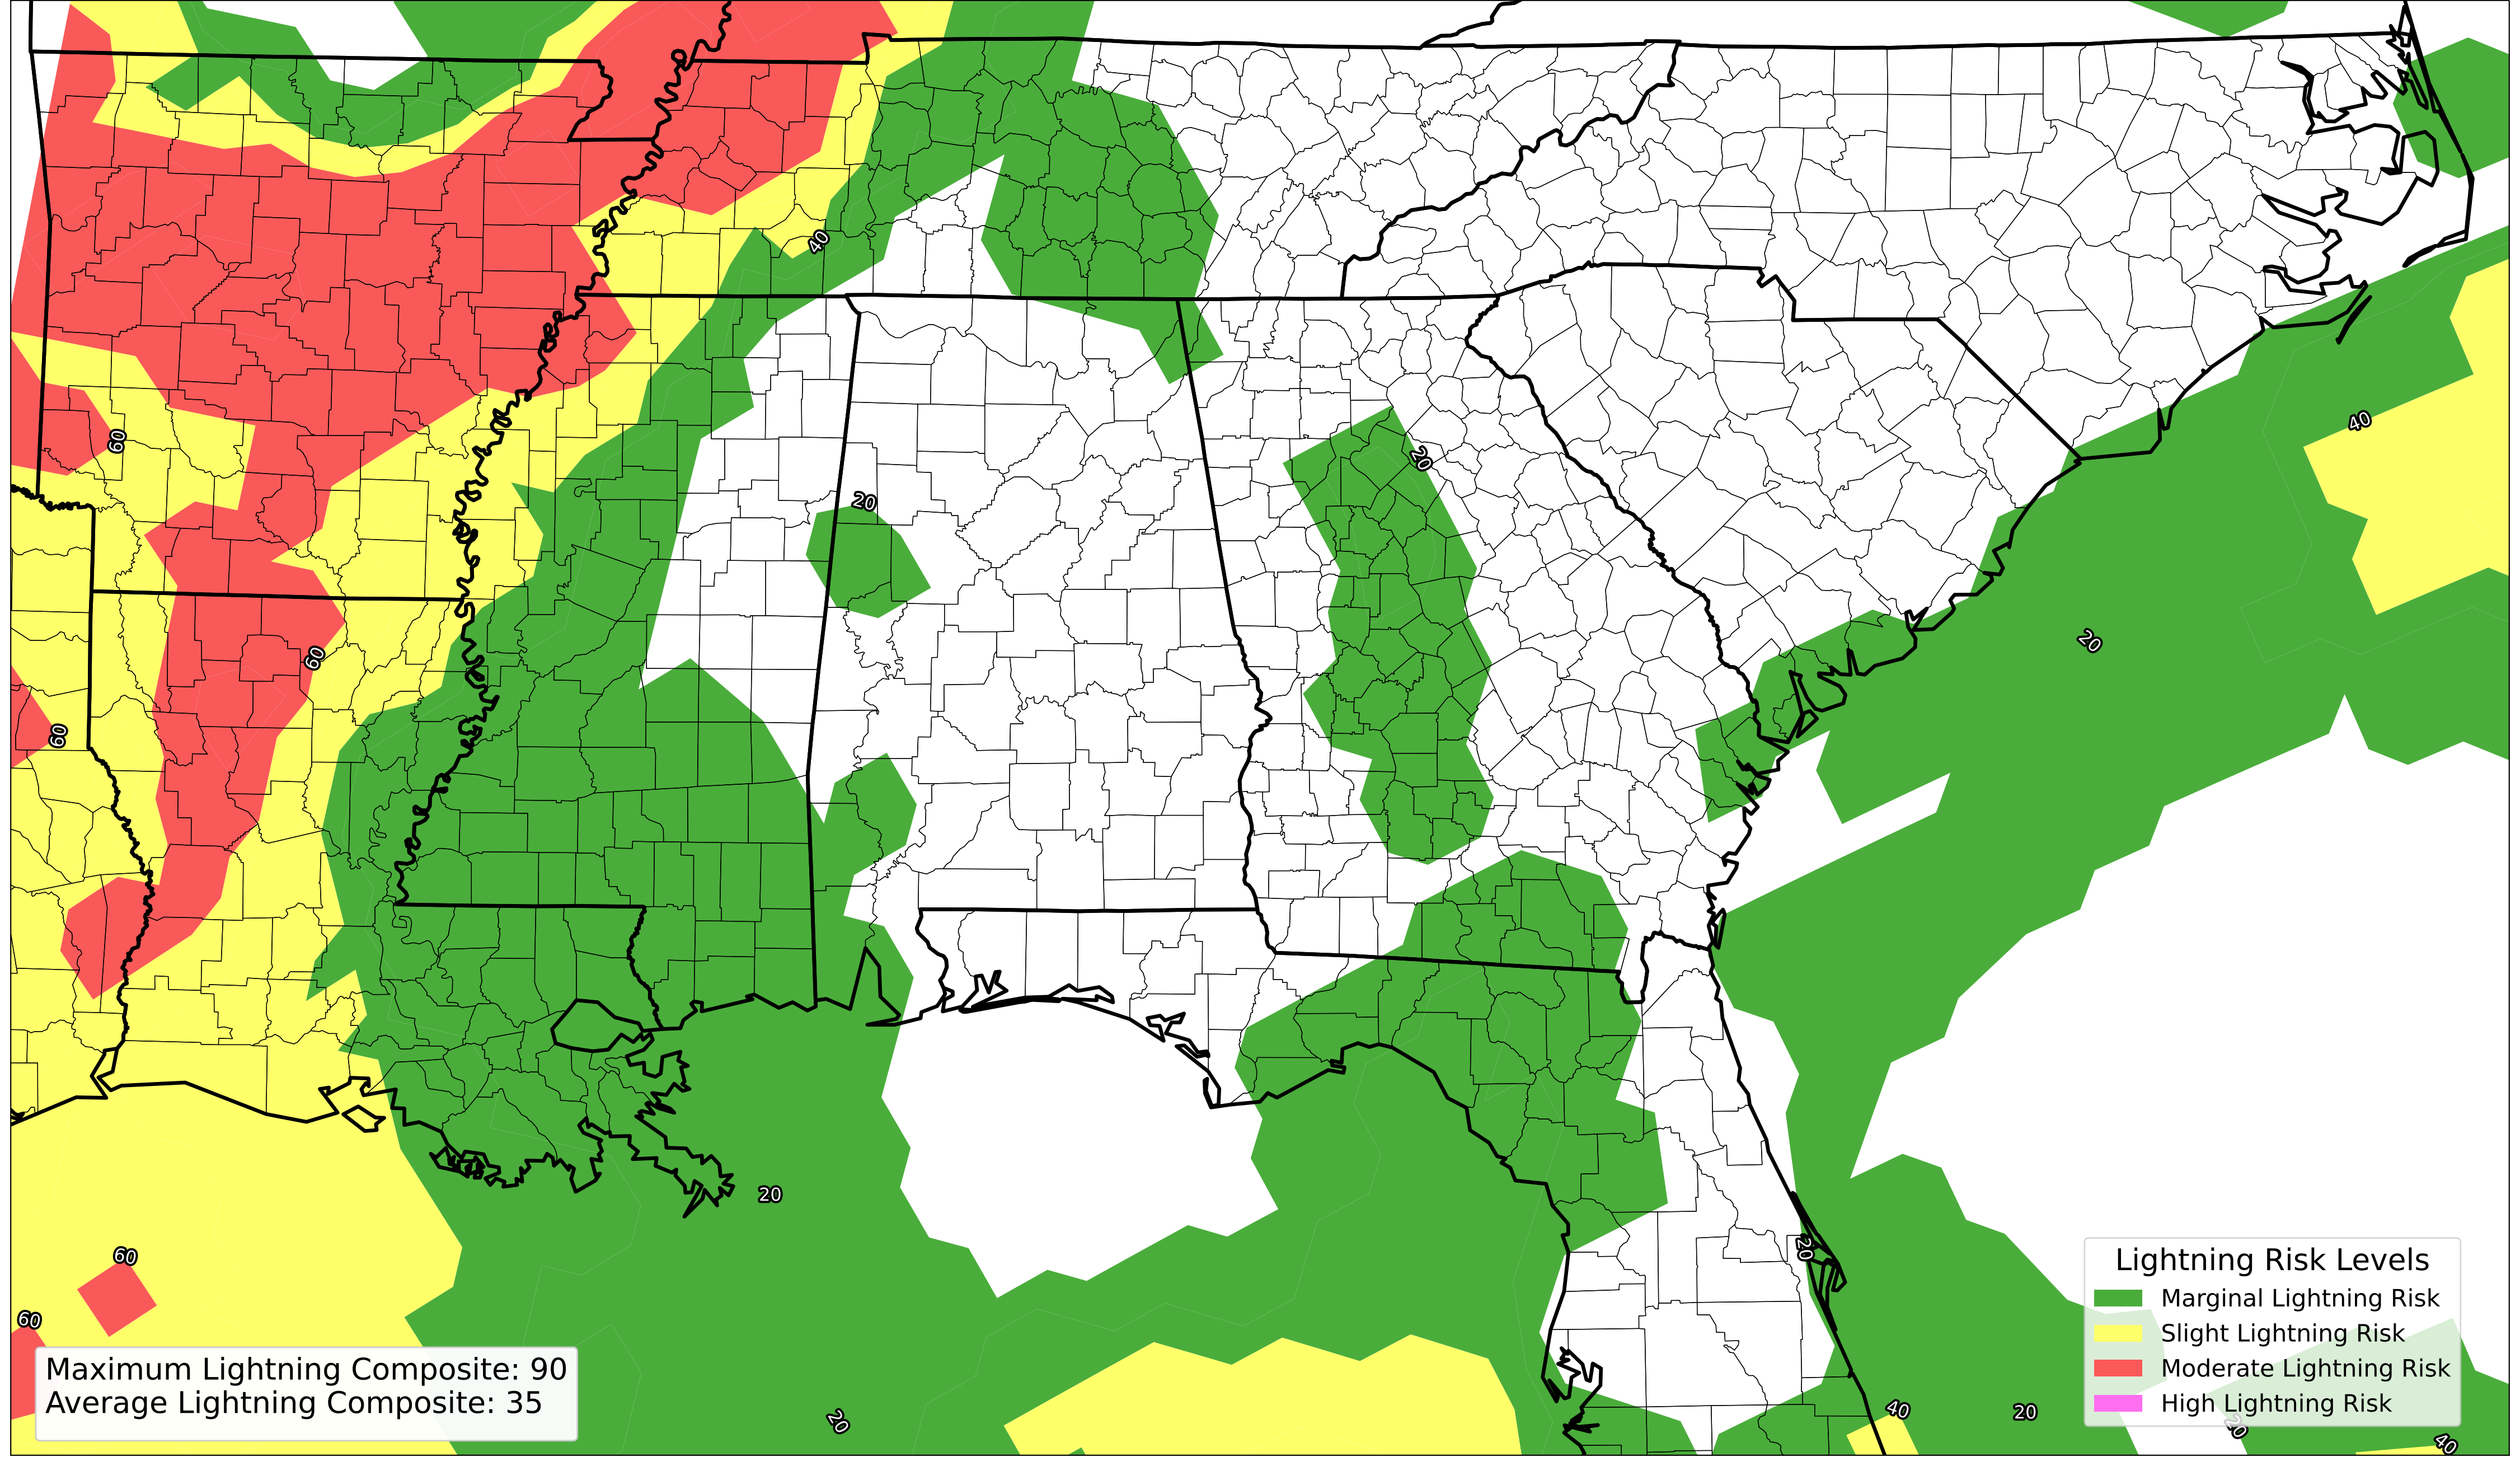 40
40
60
20
20
60
20
60
20
60
20
60
Maximum Lightning Composite: 90
Average Lightning Composite: 35
20
40
20
20
40
Lightning Risk Levels
Marginal Lightning Risk
Slight Lightning Risk
Moderate Lightning Risk
High Lightning Risk